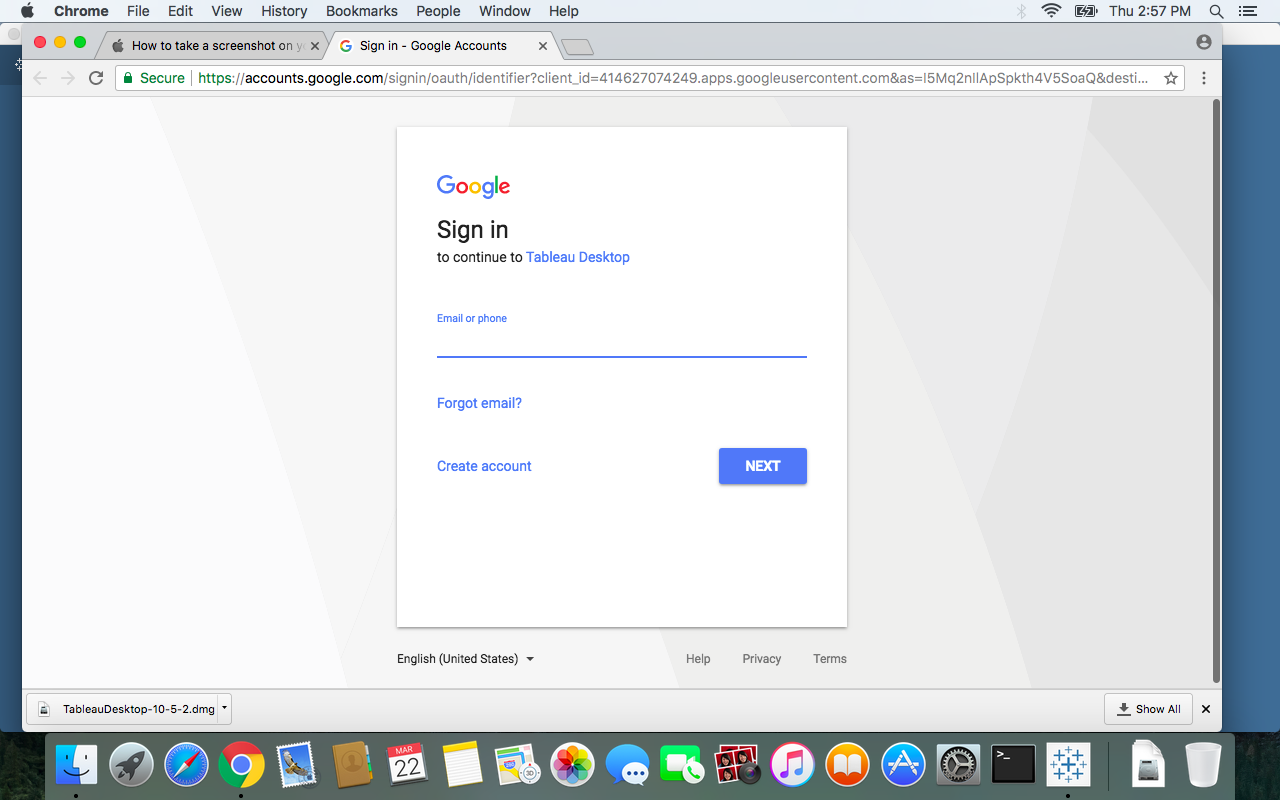 Chrome File Edit View History Bookmarks People Window Help Thu 2:57 PM
How to take a screenshot on yo Sign in - Google Accounts
Secure https://accounts.google.com/signin/oauth/identifier?client_id=414627074249.apps.googleusercontent.com&as=I5Mq2nllApSpkth4V5SoaQ&desti...
Google
Sign in
to continue to Tableau Desktop
Email or phone
Forgot email?
Create account NEXT
English (United States) Help Privacy Terms
TableauDesktop-10-5-2.dmg Show All
MAR
22
3D
>_